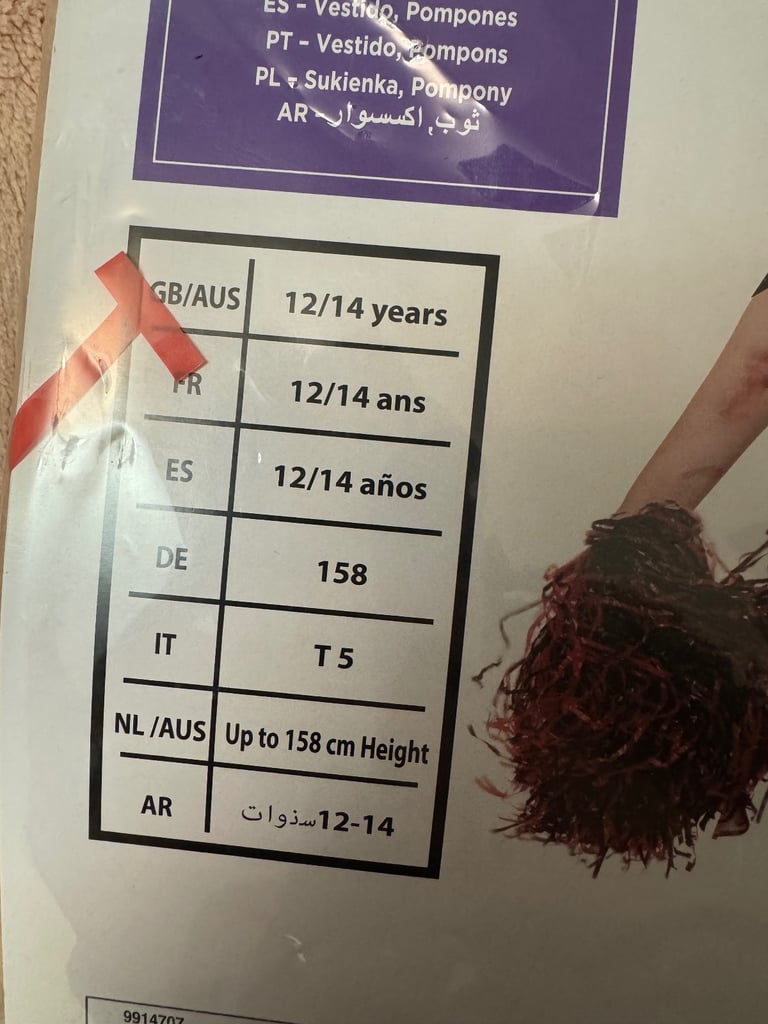 ES – Vestido, Pompones
PT – Vestido, Pompons
PL – Sukienka, Pompony
AR – ثوب, اكسسوار
GB/AUS 12/14 years
FR 12/14 ans
ES 12/14 años
DE 158
IT T 5
NL /AUS Up to 158 cm Height
AR 12-14سنوات
9914707